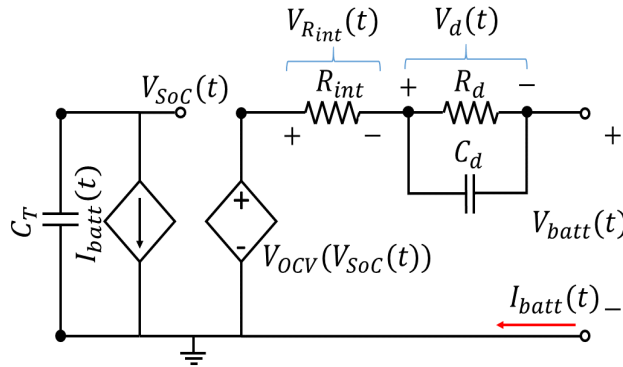 V_{R_{int}}(t)
V_d(t)
V_{SoC}(t)
R_{int}
+ R_d −
+ −
+
C_d
C_T
I_{batt}(t)
+
-
V_{OCV}(V_{SoC}(t))
V_{batt}(t)
I_{batt}(t) −